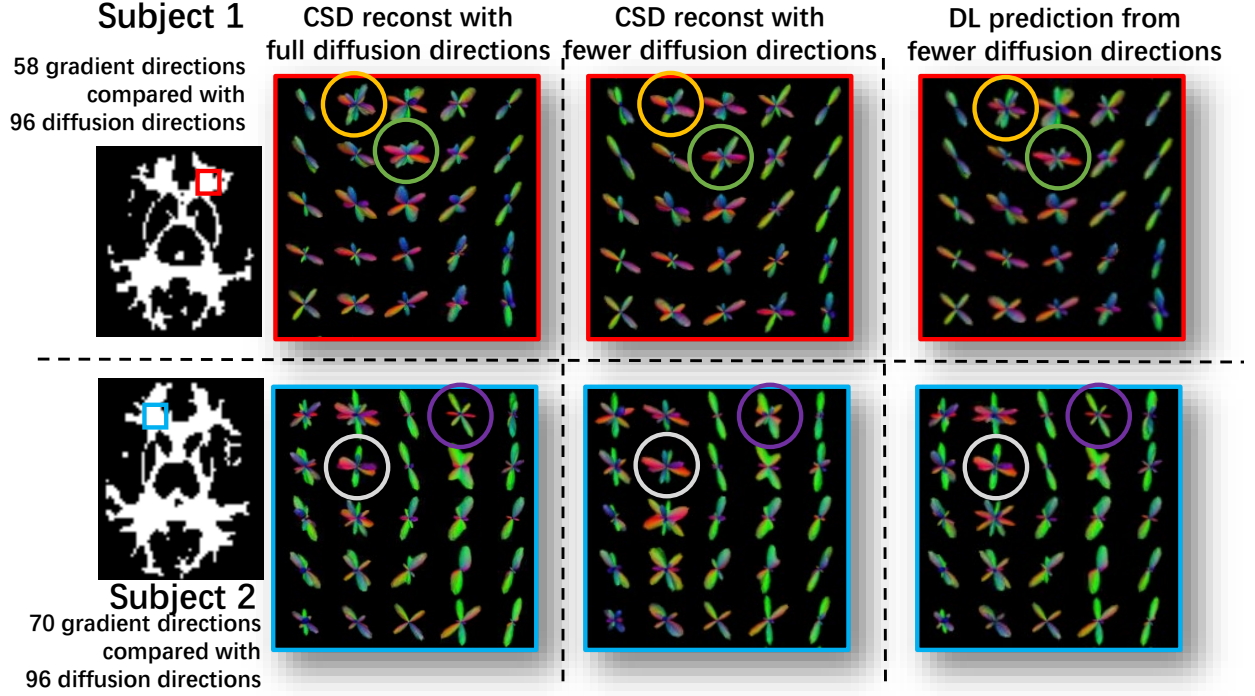 Subject 1
58 gradient directions
compared with
96 diffusion directions
CSD reconst with
full diffusion directions
CSD reconst with
fewer diffusion directions
DL prediction from
fewer diffusion directions
Subject 2
70 gradient directions
compared with
96 diffusion directions